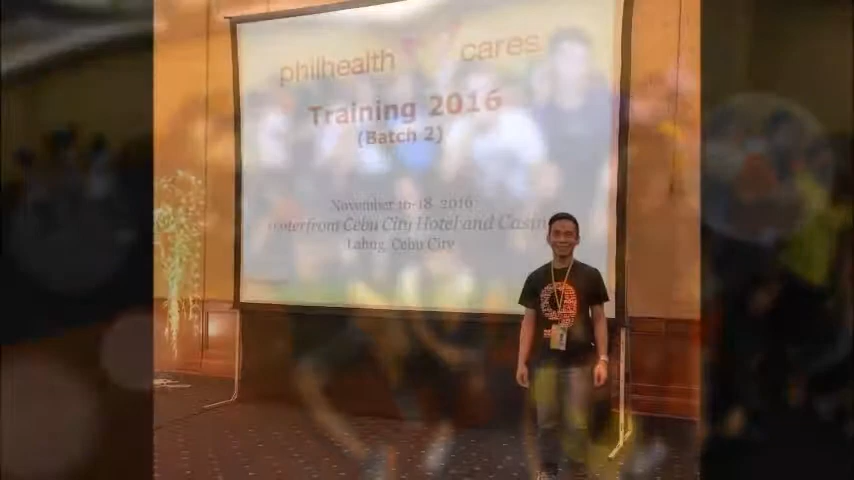 philhealth cares
Training 2016
(Batch 2)
November 16-18, 2016
Cebu City Hotel and
Lahug, Cebu City